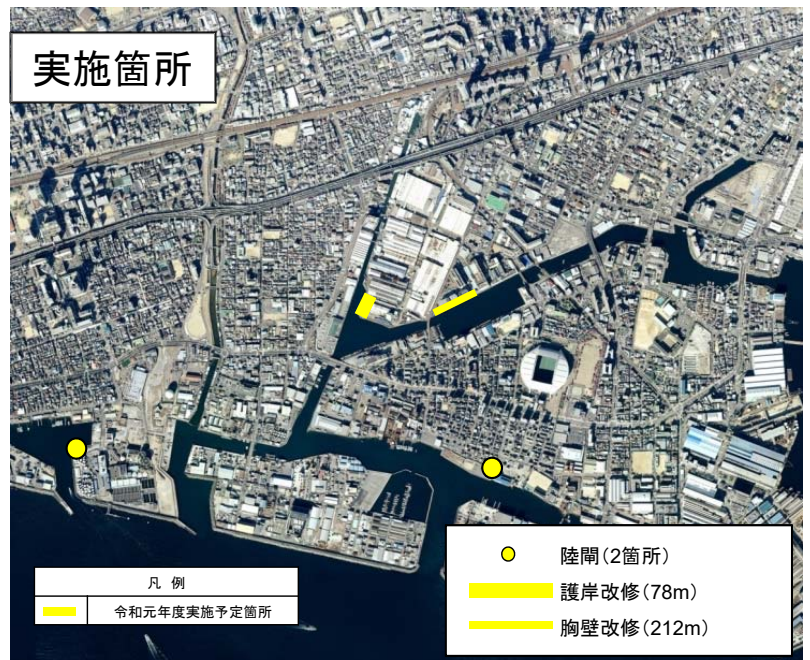 実施箇所
陸閘(2箇所)
護岸改修(78m)
胸壁改修(212m)
凡 例
令和元年度実施予定箇所